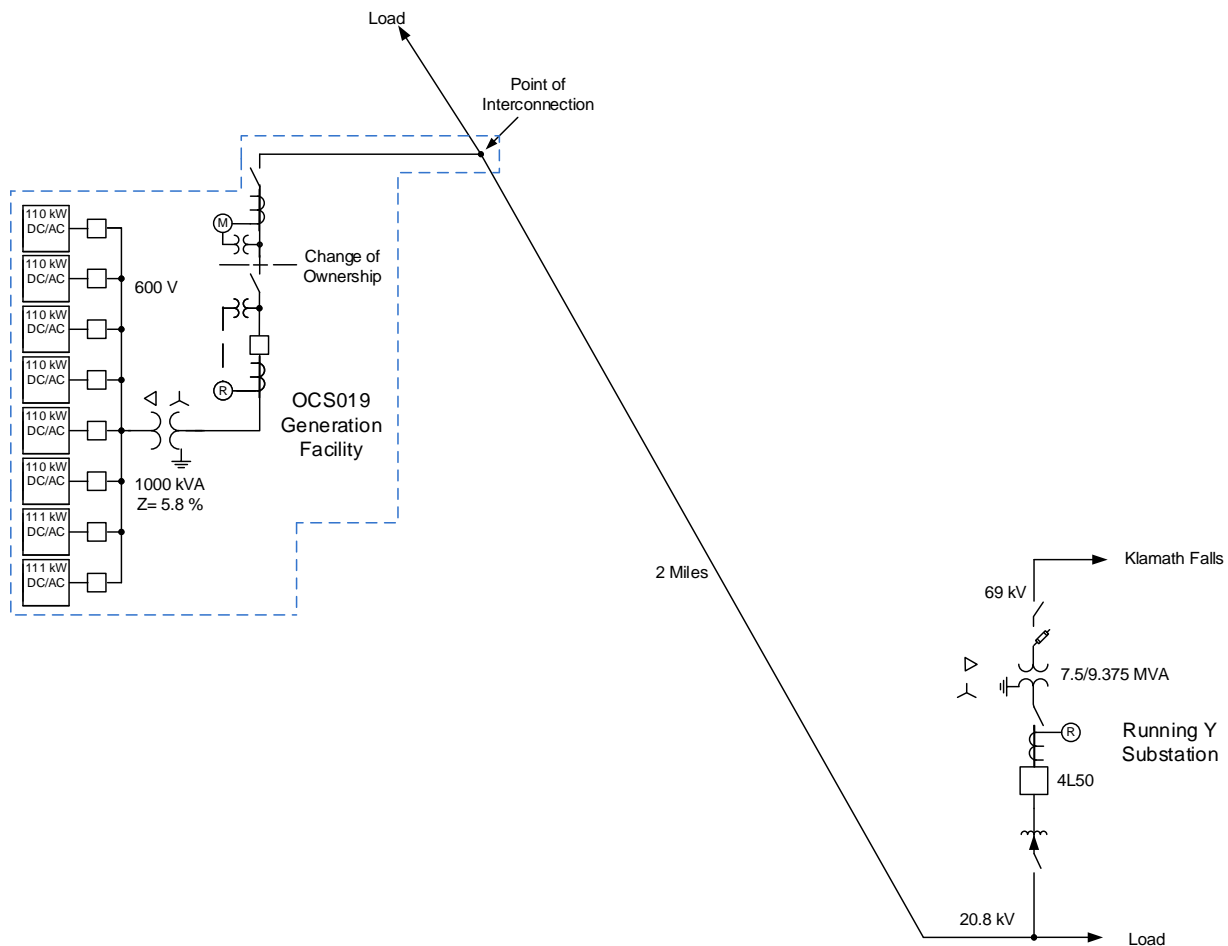 Load
Point of
Interconnection
110 kW
DC/AC
110 kW
DC/AC
110 kW
DC/AC
110 kW
DC/AC
110 kW
DC/AC
110 kW
DC/AC
111 kW
DC/AC
111 kW
DC/AC
600 V
M
Change of
Ownership
R
OCS019
Generation
Facility
1000 kVA
Z= 5.8 %
2 Miles
Klamath Falls
69 kV
7.5/9.375 MVA
R
Running Y
Substation
4L50
20.8 kV
Load